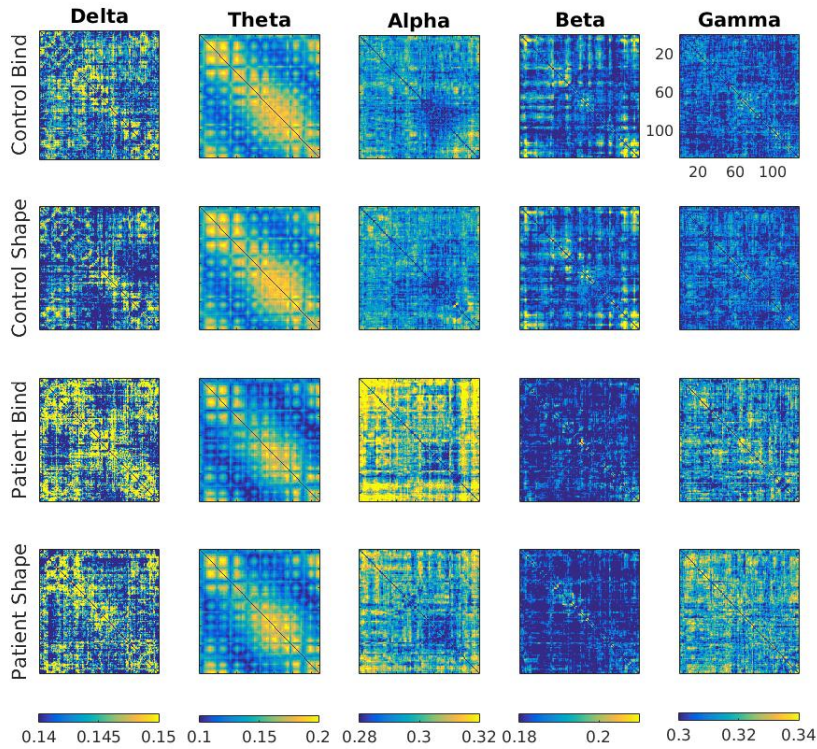 Delta Theta Alpha Beta Gamma
Control Bind
20
60
100
20 60 100
Control Shape
Patient Bind
Patient Shape
0.14 0.145 0.15 0.1 0.15 0.2 0.28 0.3 0.32 0.18 0.2 0.3 0.32 0.34